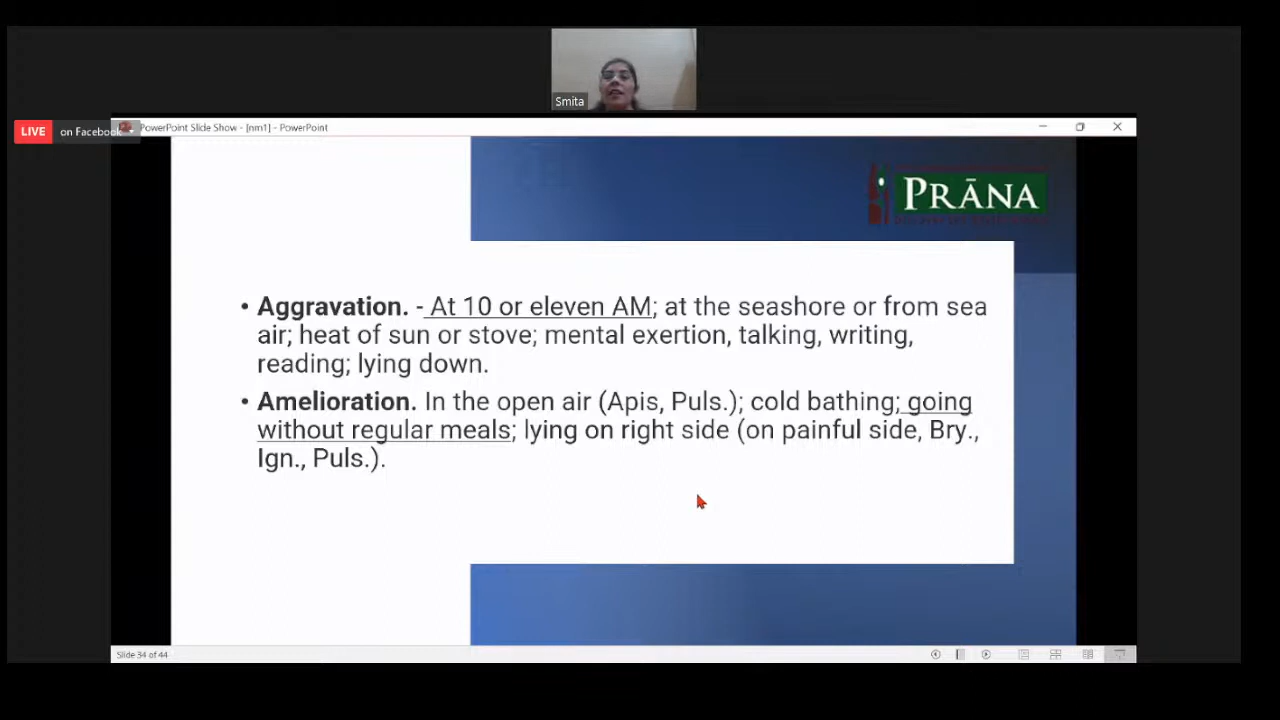 Smita
LIVE on Facebook
PowerPoint Slide Show - [nm1] - PowerPoint
PRĀNA
• Aggravation. - At 10 or eleven AM; at the seashore or from sea
air; heat of sun or stove; mental exertion, talking, writing,
reading; lying down.
• Amelioration. In the open air (Apis, Puls.); cold bathing; going
without regular meals; lying on right side (on painful side, Bry.,
Ign., Puls.).
Slide 34 of 44